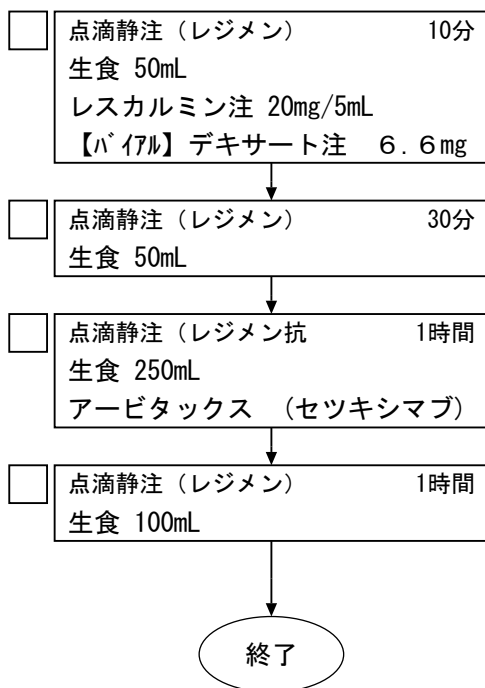 点滴静注（レジメン） 10分
生食 50mL
レスカルミン注 20mg/5mL
【ﾊﾞｲｱﾙ】デキサート注　６．６mg
点滴静注（レジメン） 30分
生食 50mL
点滴静注（レジメン抗 1時間
生食 250mL
アービタックス　（セツキシマブ）
点滴静注（レジメン） 1時間
生食 100mL
終了